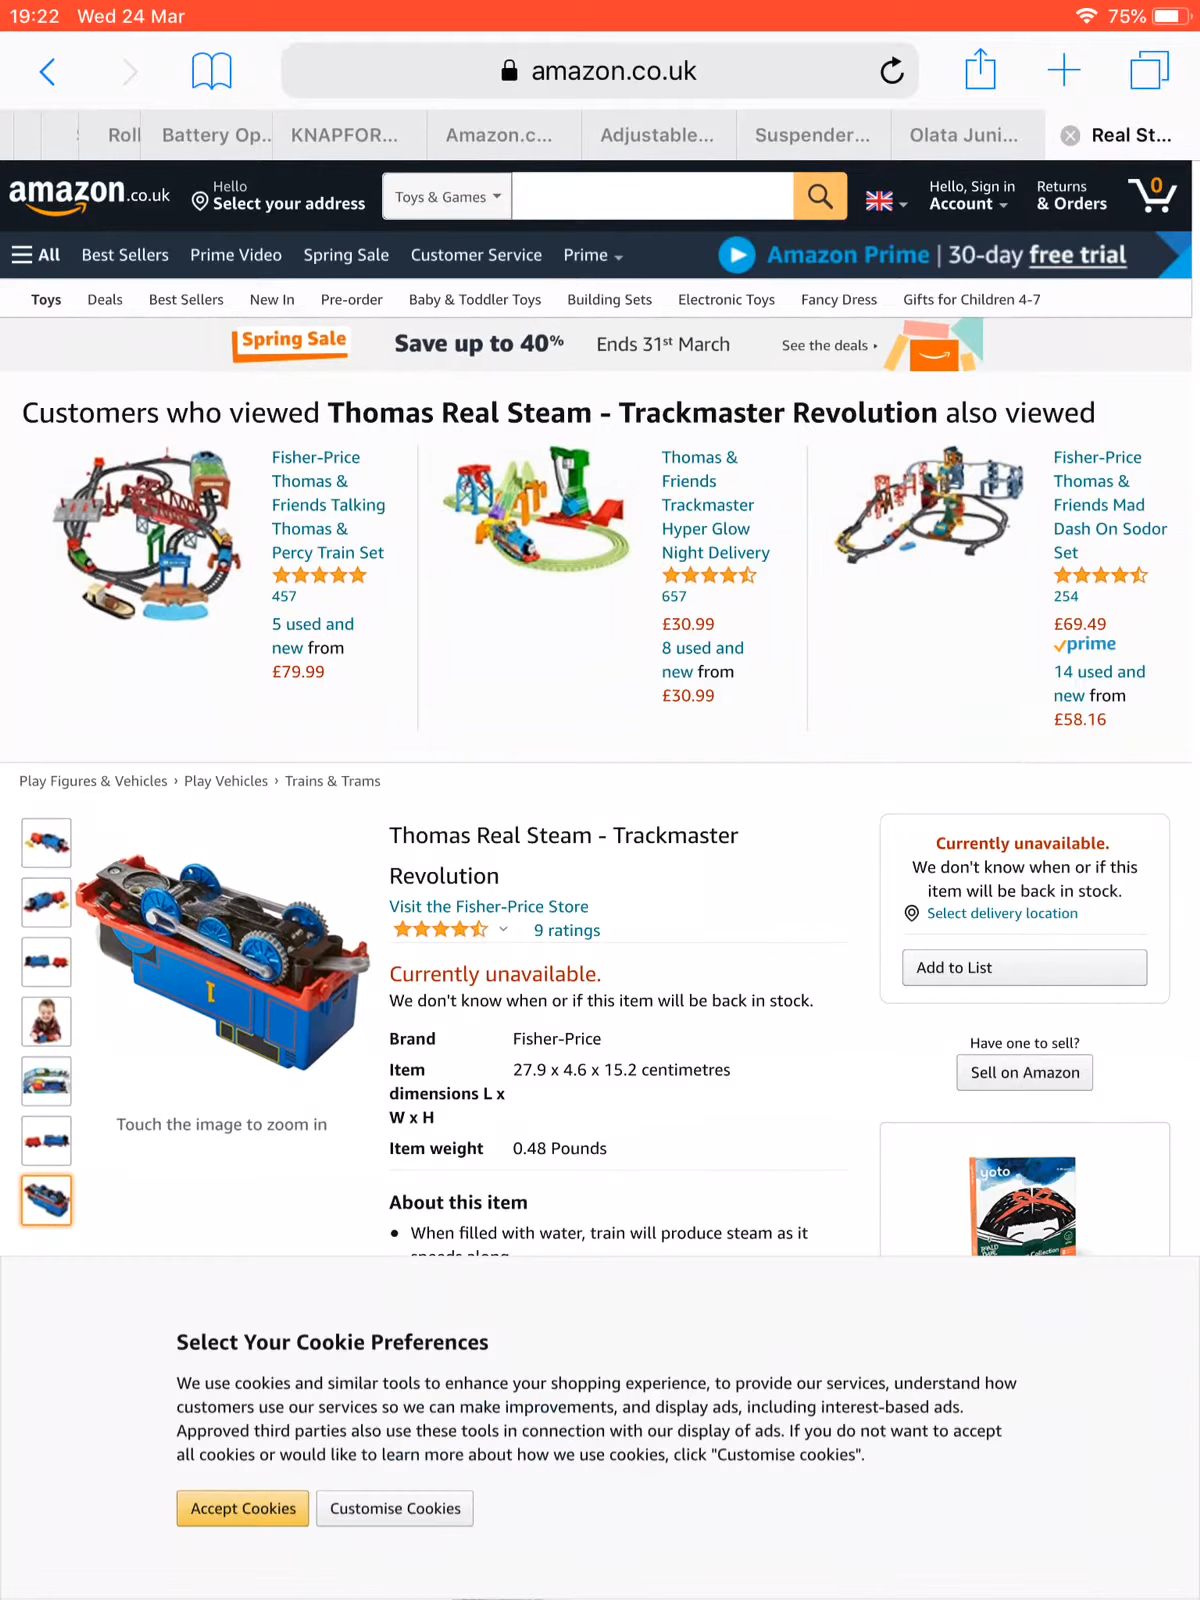 19:22 Wed 24 Mar
75%
amazon.co.uk
Roll
Battery Op..
KNAPFOR...
Amazon.c...
Adjustable...
Suspender...
Olata Juni...
Real St...
amazon.co.uk
Hello
Select your address
Toys & Games
Hello, Sign in
Account
Returns
& Orders
0
All Best Sellers Prime Video Spring Sale Customer Service Prime
Amazon Prime | 30-day free trial
Toys Deals Best Sellers New In Pre-order Baby & Toddler Toys Building Sets Electronic Toys Fancy Dress Gifts for Children 4-7
Spring Sale Save up to 40% Ends 31st March See the deals ▸
Customers who viewed Thomas Real Steam - Trackmaster Revolution also viewed
Fisher-Price
Thomas &
Friends Talking
Thomas &
Percy Train Set
457
5 used and
new from
£79.99
Thomas &
Friends
Trackmaster
Hyper Glow
Night Delivery
657
£30.99
8 used and
new from
£30.99
Fisher-Price
Thomas &
Friends Mad
Dash On Sodor
Set
254
£69.49
prime
14 used and
new from
£58.16
Play Figures & Vehicles › Play Vehicles › Trains & Trams
1
Touch the image to zoom in
Thomas Real Steam - Trackmaster
Revolution
Visit the Fisher-Price Store
9 ratings
Currently unavailable.
We don't know when or if this item will be back in stock.
Brand Fisher-Price
Item 27.9 x 4.6 x 15.2 centimetres
dimensions L x
W x H
Item weight 0.48 Pounds
About this item
• When filled with water, train will produce steam as it
speeds along
Currently unavailable.
We don't know when or if this
item will be back in stock.
Select delivery location
Add to List
Have one to sell?
Sell on Amazon
yoto
Collection
Select Your Cookie Preferences
We use cookies and similar tools to enhance your shopping experience, to provide our services, understand how
customers use our services so we can make improvements, and display ads, including interest-based ads.
Approved third parties also use these tools in connection with our display of ads. If you do not want to accept
all cookies or would like to learn more about how we use cookies, click "Customise cookies".
Accept Cookies
Customise Cookies